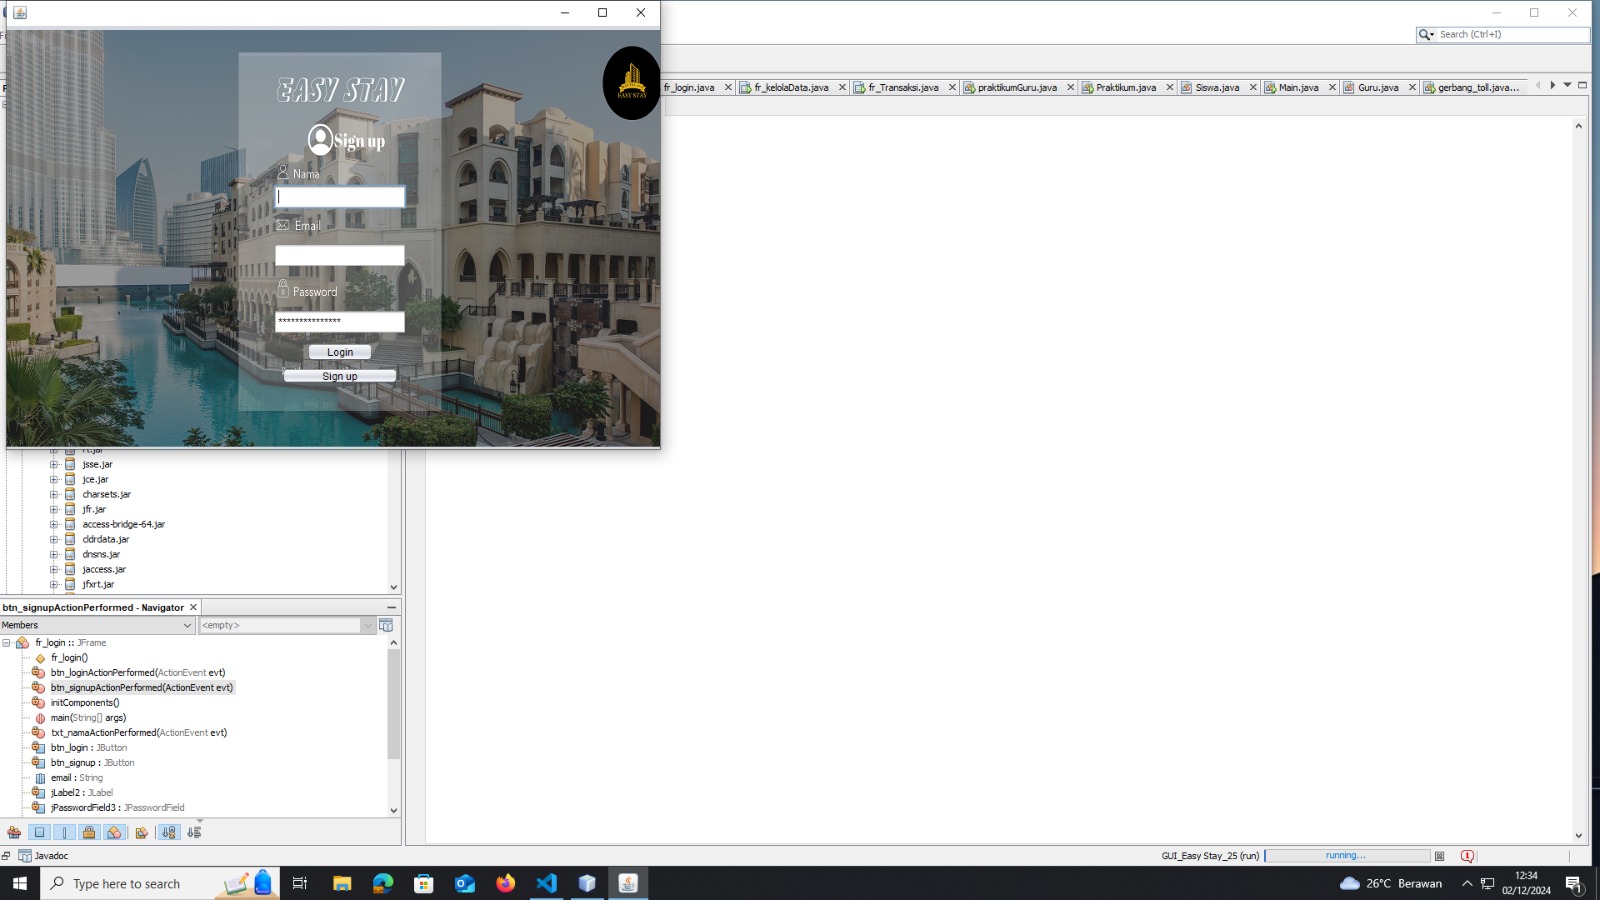 Search (Ctrl+I)
fr_login.java
fr_kelolaData.java
fr_Transaksi.java
praktikumGuru.java
Praktikum.java
Siswa.java
Main.java
Guru.java
gerbang_toll.java...
EASY STAY
EASY STAY
Sign up
Nama
Email
Password
***************
Login
Sign up
jsse.jar
jce.jar
charsets.jar
jfr.jar
access-bridge-64.jar
cldrdata.jar
dnsns.jar
jaccess.jar
jfxrt.jar
btn_signupActionPerformed - Navigator
Members
<empty>
fr_login :: JFrame
fr_login()
btn_loginActionPerformed(ActionEvent evt)
btn_signupActionPerformed(ActionEvent evt)
initComponents()
main(String[] args)
txt_namaActionPerformed(ActionEvent evt)
btn_login : JButton
btn_signup : JButton
email : String
jLabel2 : JLabel
jPasswordField3 : JPasswordField
Javadoc
GUI_Easy Stay_25 (run)
running...
1
Type here to search
26°C Berawan
12:34
02/12/2024
1